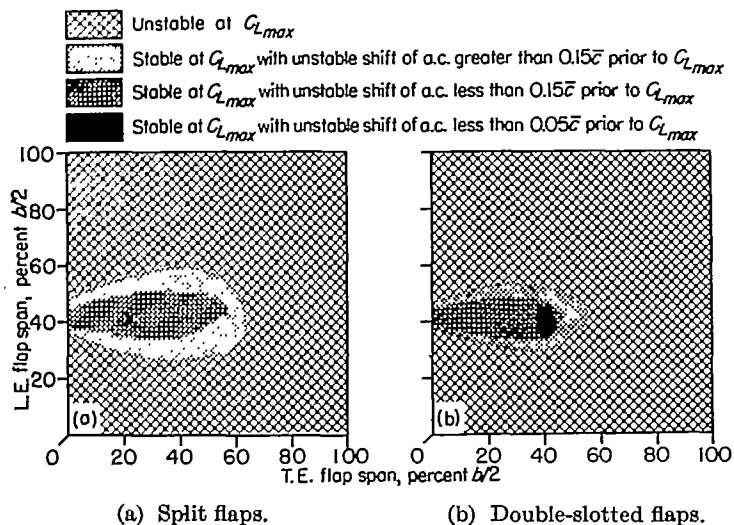 Unstable at C_Lmax
Stable at C_Lmax with unstable shift of a.c. greater than 0.15c̄ prior to C_Lmax
Stable at C_Lmax with unstable shift of a.c. less than 0.15c̄ prior to C_Lmax
Stable at C_Lmax with unstable shift of a.c. less than 0.05c̄ prior to C_Lmax
100
80
60
40
20
0
L.E. flap span, percent b/2
(a)
(b)
20 40 60 80 100
0 20 40 60 80 100
T.E. flap span, percent b/2
(a) Split flaps.
(b) Double-slotted flaps.